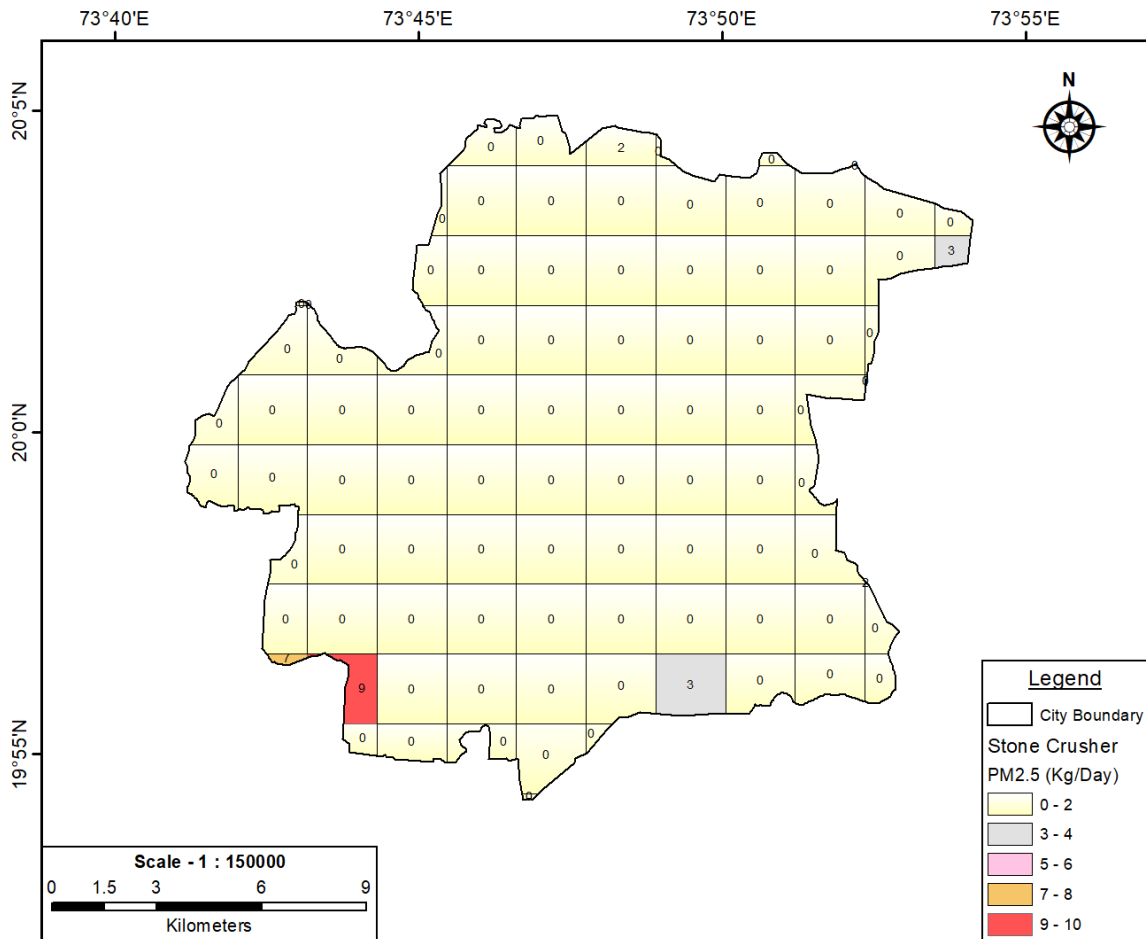 73°40'E 73°45'E 73°50'E 73°55'E
N
20°5'N
20°0'N
19°55'N
0 0 2 0 0 0
0 0 0 0 0 0 0 0 0 0
0 0 0 0 0 0 0 0 3
0 0
0 0 0 0 0 0 0 0 0 0
0
0 0 0 0 0 0 0 0 0 0
0 0 0 0 0 0 0 0 0 0
0 0 0 0 0 0 0 0 0
2
0 0 0 0 0 0 0 0 0 0
7 9 0 0 0 0 3 0 0 0
0 0 0 0 0
0
Legend
City Boundary
Stone Crusher
PM2.5 (Kg/Day)
0 - 2
3 - 4
5 - 6
7 - 8
9 - 10
Scale - 1 : 150000
0 1.5 3 6 9
Kilometers